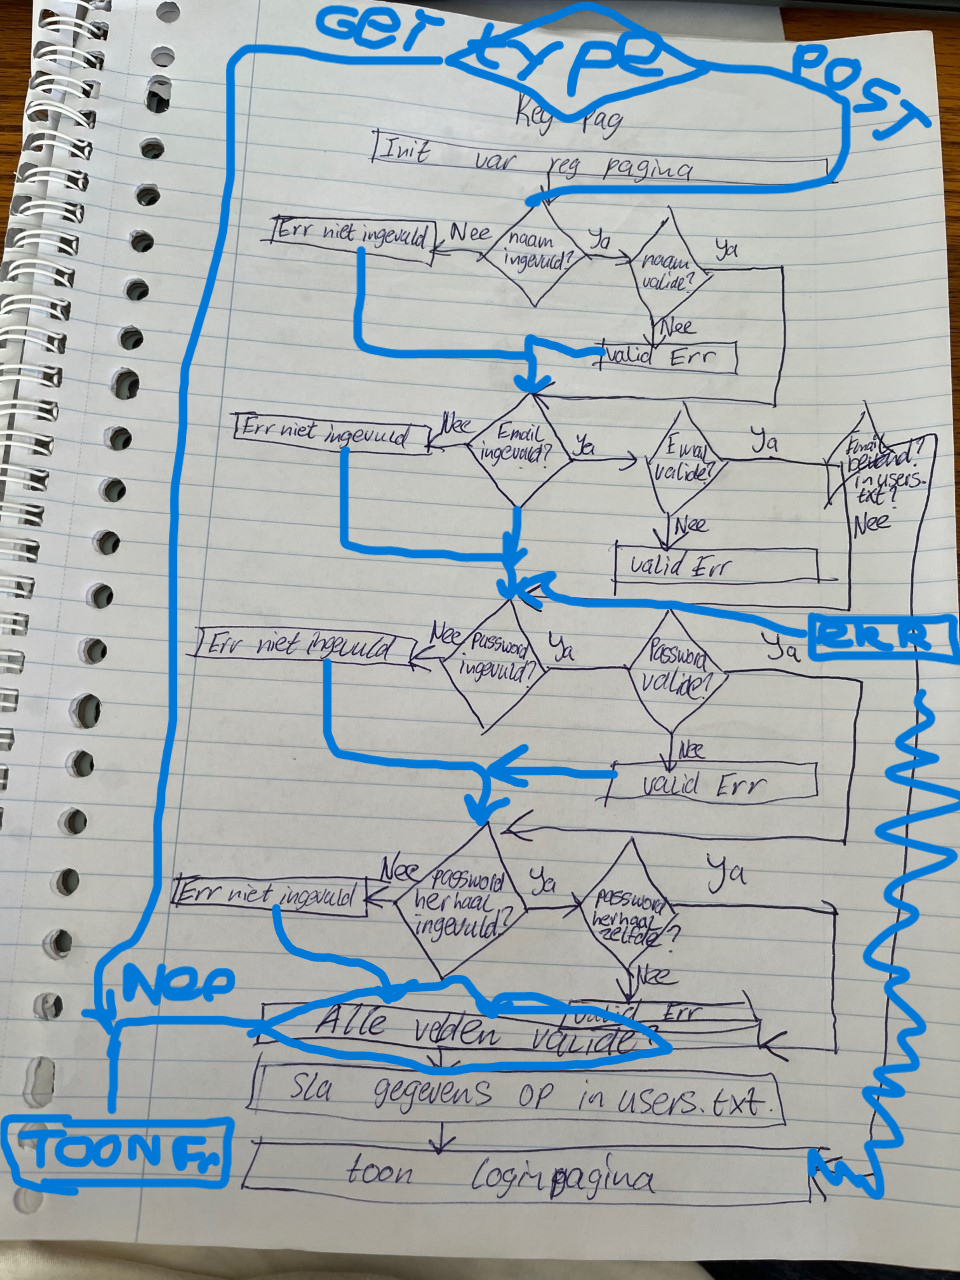 GET
type
POST
Reg pag
Init var reg pagina
Err niet ingevuld
Nee
naam
ingevuld?
Ya
naam
valide?
Ya
Nee
valid Err
Err niet ingevuld
Nee
Email
ingevuld?
Ya
Email
valide?
Ya
Email
bekend?
in users.
txt?
Nee
Nee
valid Err
ERR
Err niet ingevuld
Nee
Password
ingevuld?
Ya
Password
valide?
Ya
Nee
valid Err
Err niet ingevuld
Nee
password
herhaal
ingevuld?
Ya
password
herhaal
zelfde?
Ya
Nee
valid Err
Nee
Alle velden valide?
Sla gegevens op in users.txt.
TOON Fr
toon loginpagina